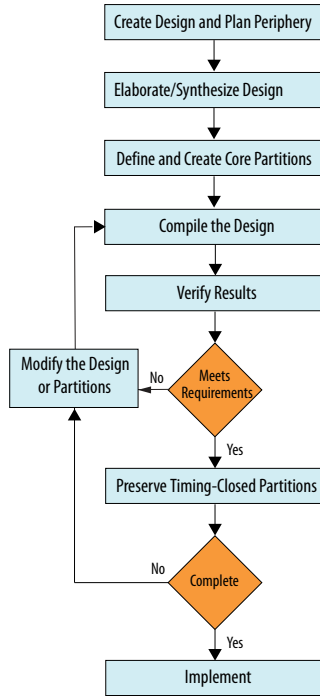 Create Design and Plan Periphery
Elaborate/Synthesize Design
Define and Create Core Partitions
Compile the Design
Verify Results
Modify the Design
or Partitions
No
Meets
Requirements
Yes
Preserve Timing-Closed Partitions
No
Complete
Yes
Implement